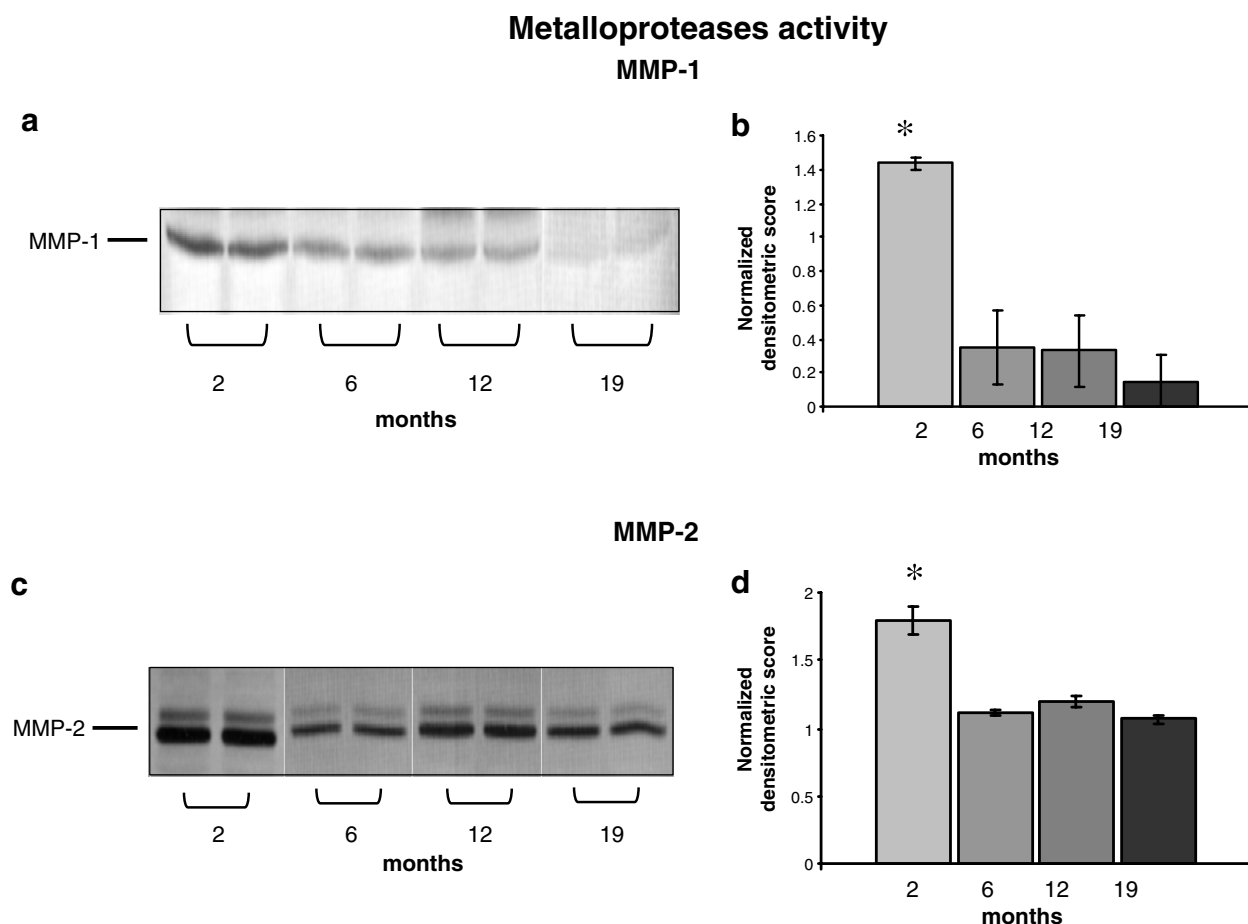 Metalloproteases activity
MMP-1
a
MMP-1
2 6 12 19
months
b
*
Normalized
densitometric score
1.6
1.4
1.2
1
0.8
0.6
0.4
0.2
0
2 6 12 19
months
MMP-2
c
MMP-2
2 6 12 19
months
d
*
Normalized
densitometric score
2
1.5
1
0.5
0
2 6 12 19
months